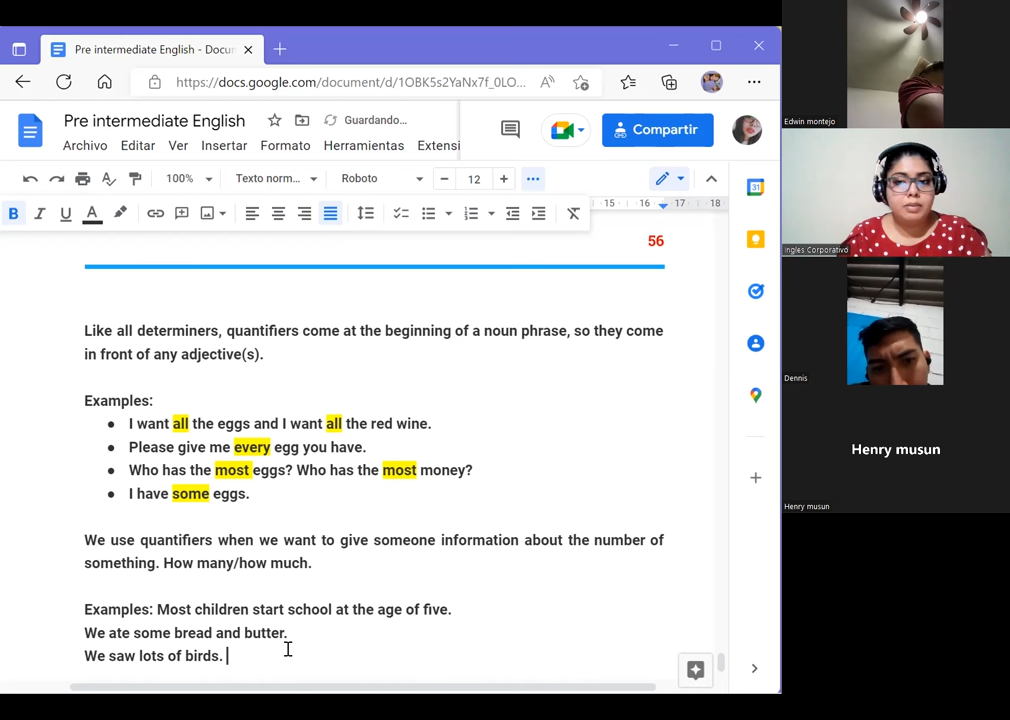 Pre intermediate English - Docun
https://docs.google.com/document/d/1OBK5s2YaNx7f_0LO...
Pre intermediate English
Guardando...
Compartir
Archivo Editar Ver Insertar Formato Herramientas Extensi
100% Texto norm... Roboto 12
15 16 17 18
56
Like all determiners, quantifiers come at the beginning of a noun phrase, so they come
in front of any adjective(s).
Examples:
● I want all the eggs and I want all the red wine.
● Please give me every egg you have.
● Who has the most eggs? Who has the most money?
● I have some eggs.
We use quantifiers when we want to give someone information about the number of
something. How many/how much.
Examples: Most children start school at the age of five.
We ate some bread and butter.
We saw lots of birds.
Edwin montejo
Ingles Corporativo
Dennis
Henry musun
Henry musun